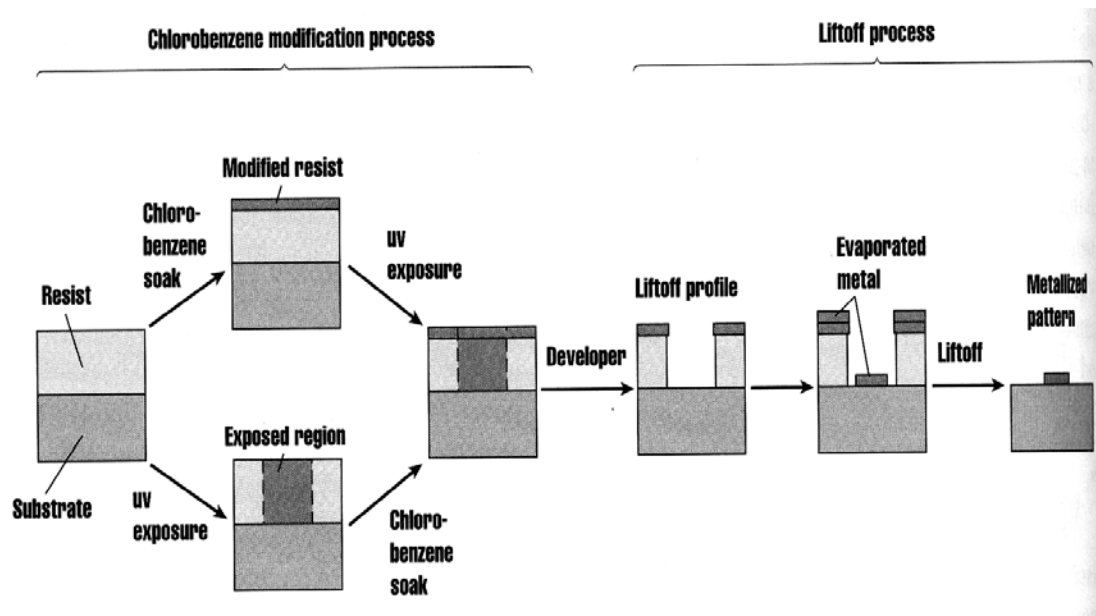 Chlorobenzene modification process
Liftoff process
Modified resist
Chloro-
benzene
soak
uv
exposure
Resist
Substrate
uv
exposure
Exposed region
Chloro-
benzene
soak
Developer
Liftoff profile
Evaporated
metal
Liftoff
Metallized
pattern